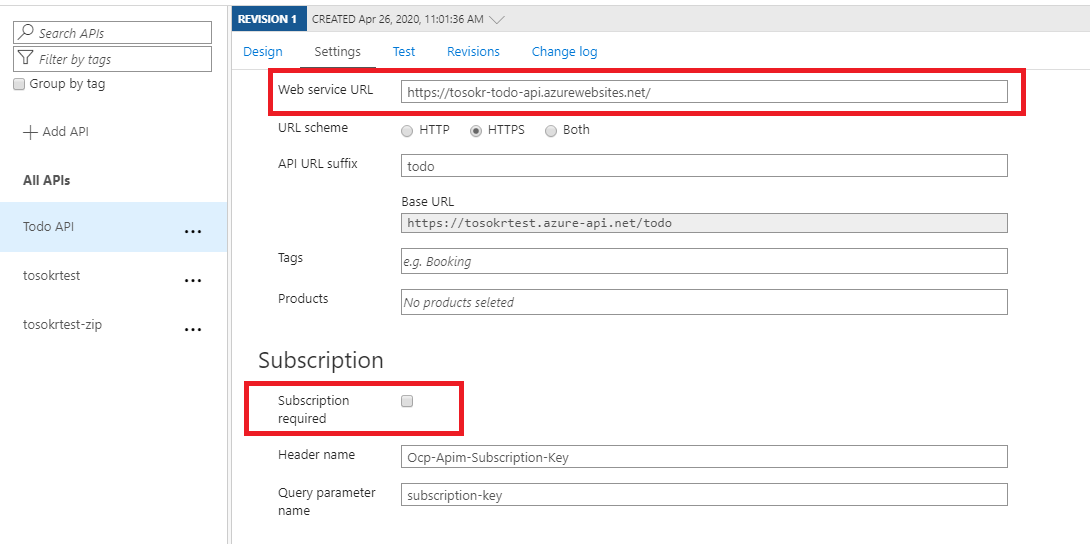 Search APIs
Filter by tags
Group by tag
Add API
All APIs
Todo API
...
tosokrtest
...
tosokrtest-zip
...
REVISION 1 CREATED Apr 26, 2020, 11:01:36 AM
Design Settings Test Revisions Change log
Web service URL https://tosokr-todo-api.azurewebsites.net/
URL scheme HTTP HTTPS Both
API URL suffix todo
Base URL
https://tosokrtest.azure-api.net/todo
Tags e.g. Booking
Products No products seleted
Subscription
Subscription
required
Header name Ocp-Apim-Subscription-Key
Query parameter
name
subscription-key